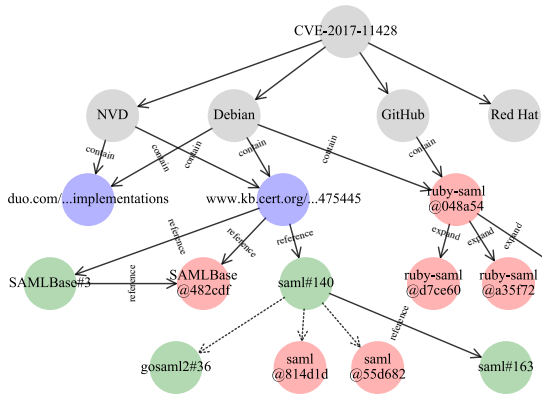 CVE-2017-11428
NVD
Debian
GitHub
Red Hat
contain
contain
contain
contain
contain
contain
duo.com/...implementations
www.kb.cert.org/...475445
ruby-saml
@048a54
reference
reference
reference
expand
expand
expand
SAMLBase#3
reference
SAMLBase
@482cdf
saml#140
ruby-saml
@d7ce60
ruby-saml
@a35f72
reference
gosaml2#36
saml
@814d1d
saml
@55d682
saml#163